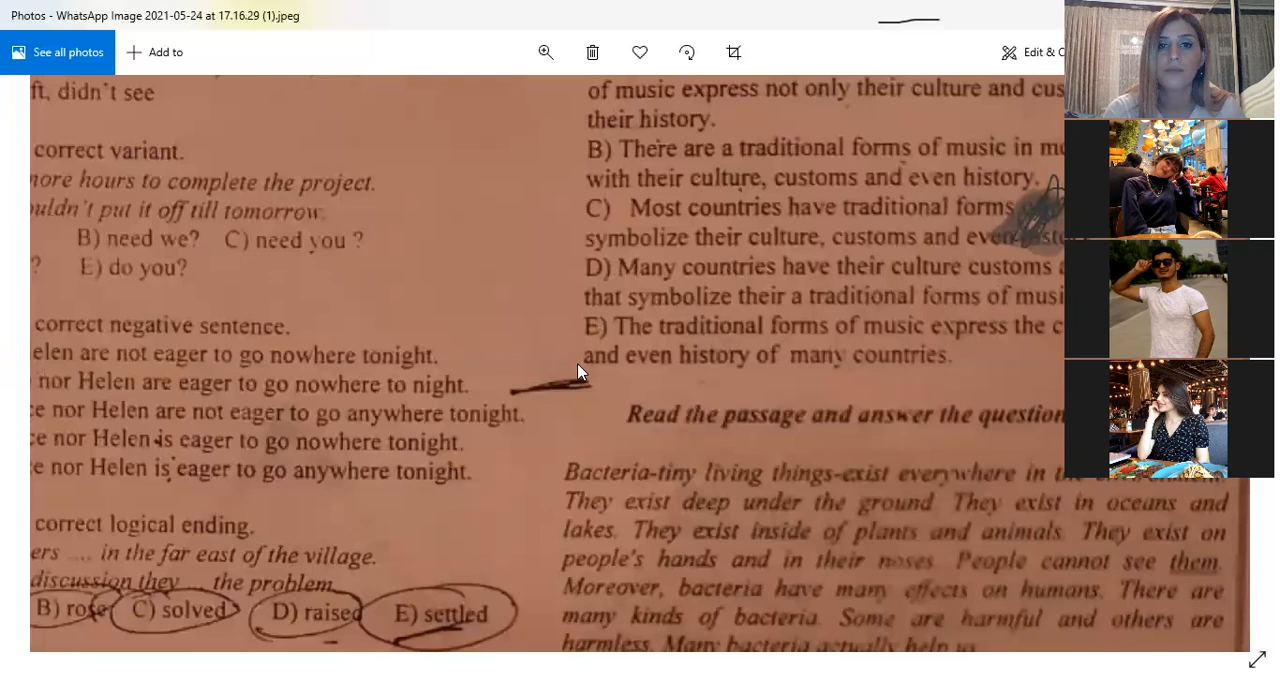 Photos - WhatsApp Image 2021-05-24 at 17.16.29 (1).jpeg
See all photos
Add to
Edit & C
ft, didn't see
correct variant.
more hours to complete the project.
uldn't put it off till tomorrow.
B) need we? C) need you ?
? E) do you?
correct negative sentence.
elen are not eager to go nowhere tonight.
nor Helen are eager to go nowhere to night.
ce nor Helen are not eager to go anywhere tonight.
ce nor Helen is eager to go nowhere tonight.
ce nor Helen is eager to go anywhere tonight.
correct logical ending.
ers .... in the far east of the village.
discussion they .... the problem.
B) rose C) solved D) raised E) settled
of music express not only their culture and cus
their history.
B) There are a traditional forms of music in mo
with their culture, customs and even history.
C) Most countries have traditional forms
symbolize their culture, customs and even
D) Many countries have their culture customs a
that symbolize their a traditional forms of musi
E) The traditional forms of music express the c
and even history of many countries.
Read the passage and answer the question
Bacteria-tiny living things-exist everywhere in
They exist deep under the ground. They exist in oceans and
lakes. They exist inside of plants and animals. They exist on
people's hands and in their noses. People cannot see them.
Moreover, bacteria have many effects on humans. There are
many kinds of bacteria. Some are harmful and others are
harmless. Many bacteria actually help us